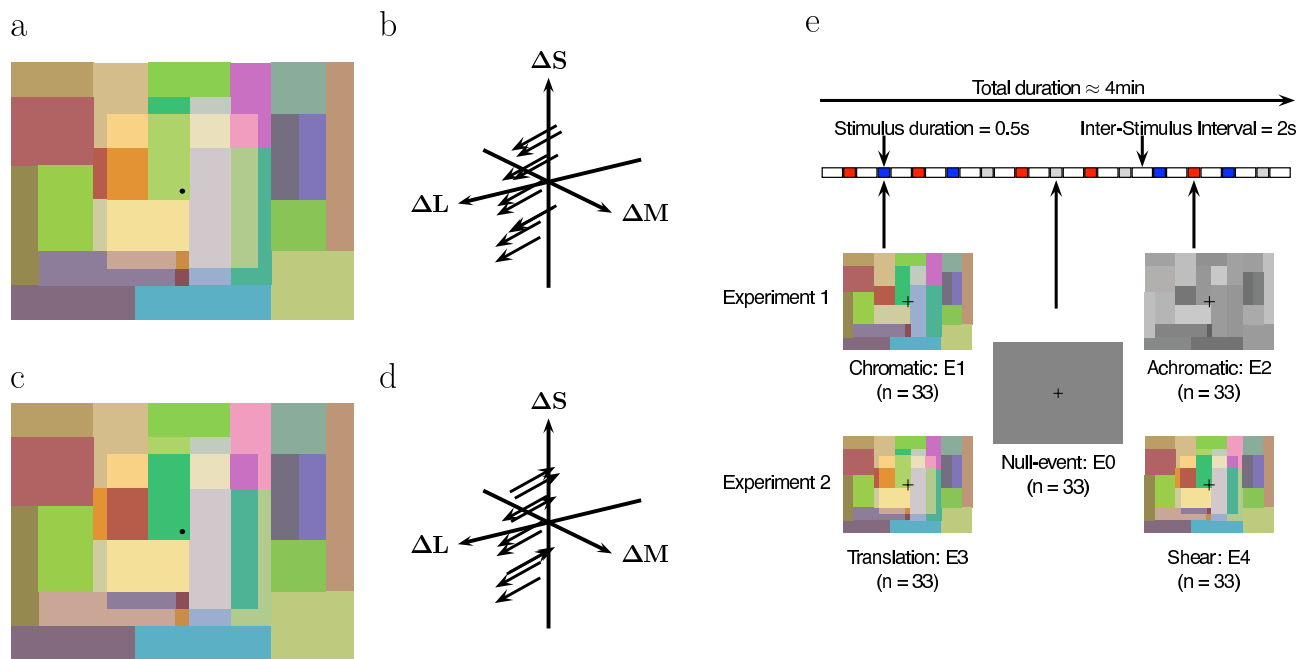 a
b
ΔS
ΔL
ΔM
c
d
ΔS
ΔL
ΔM
e
Total duration ≈ 4min
Stimulus duration = 0.5s
Inter-Stimulus Interval = 2s
Experiment 1
Chromatic: E1
(n = 33)
Achromatic: E2
(n = 33)
Null-event: E0
(n = 33)
Experiment 2
Translation: E3
(n = 33)
Shear: E4
(n = 33)